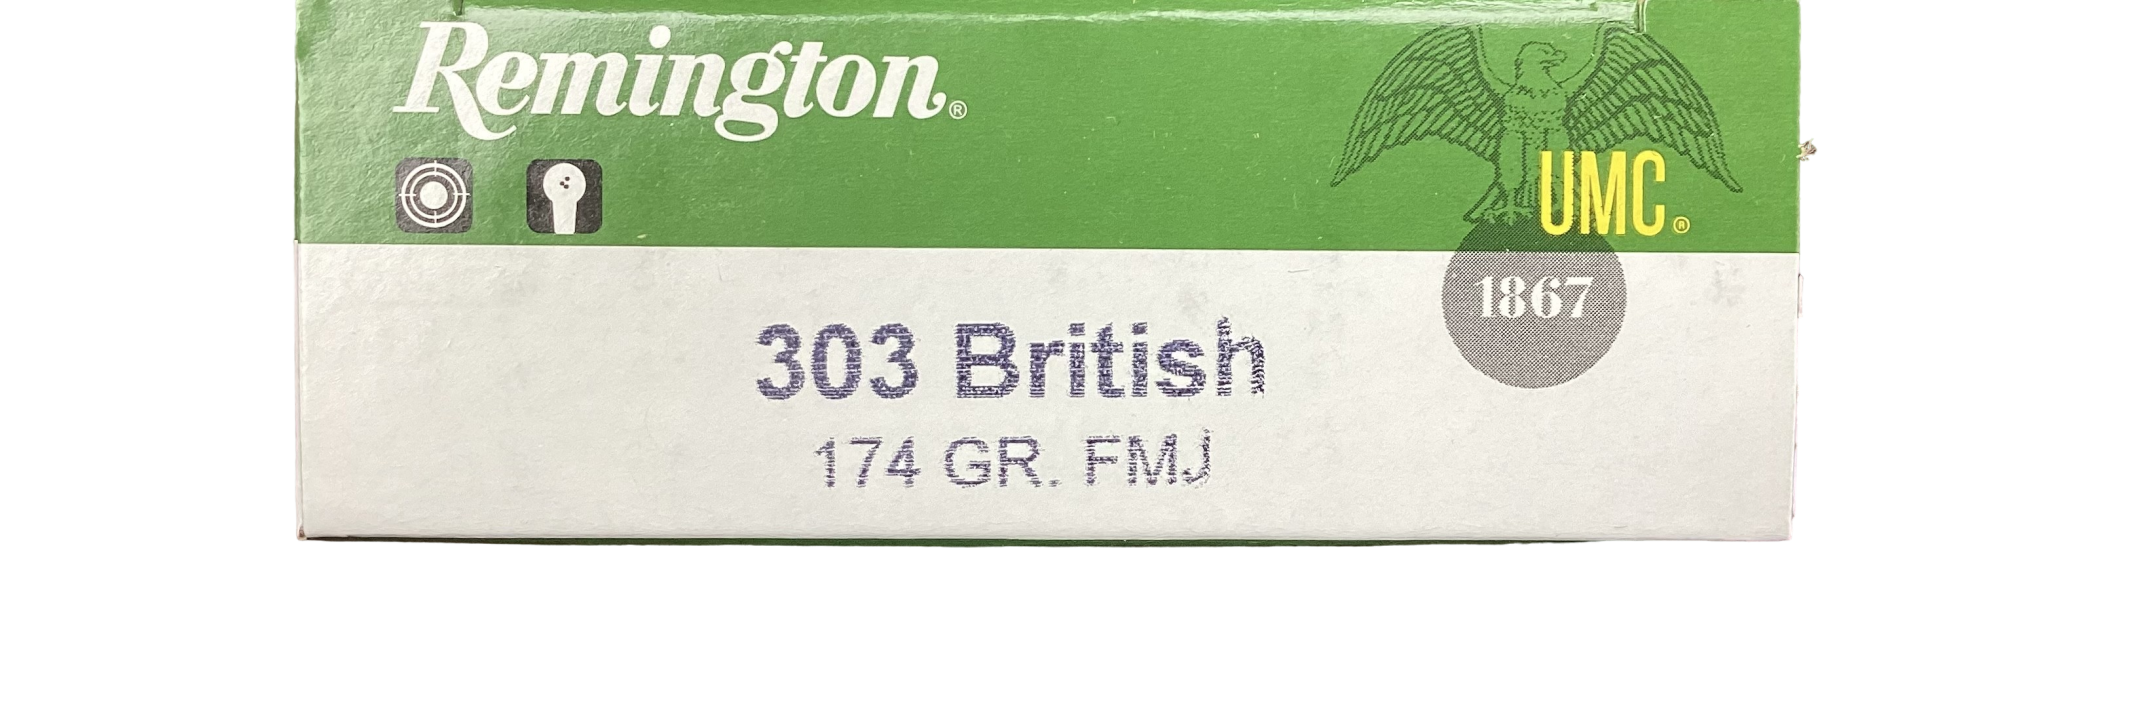 Remington®
UMC®
1867
303 British
174 GR. FMJ